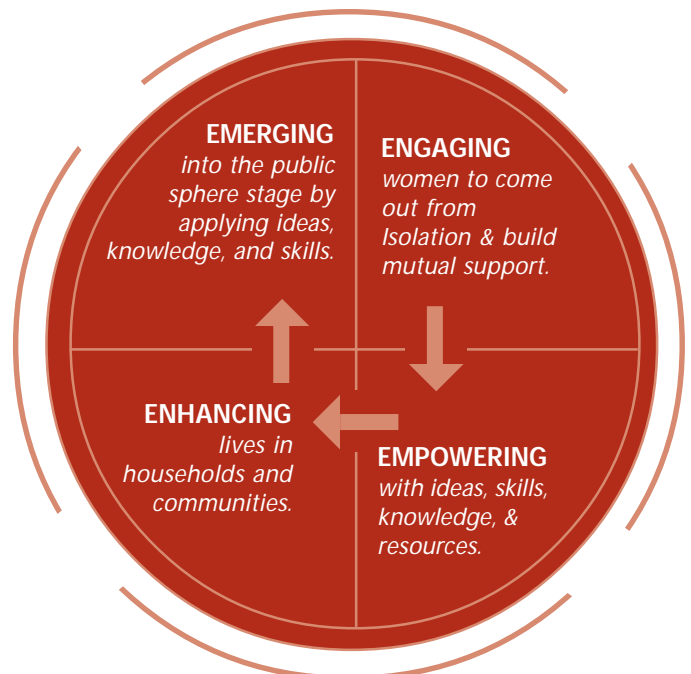 EMERGING
into the public
sphere stage by
applying ideas,
knowledge, and skills.
ENGAGING
women to come
out from
Isolation & build
mutual support.
ENHANCING
lives in
households and
communities.
EMPOWERING
with ideas, skills,
knowledge, &
resources.